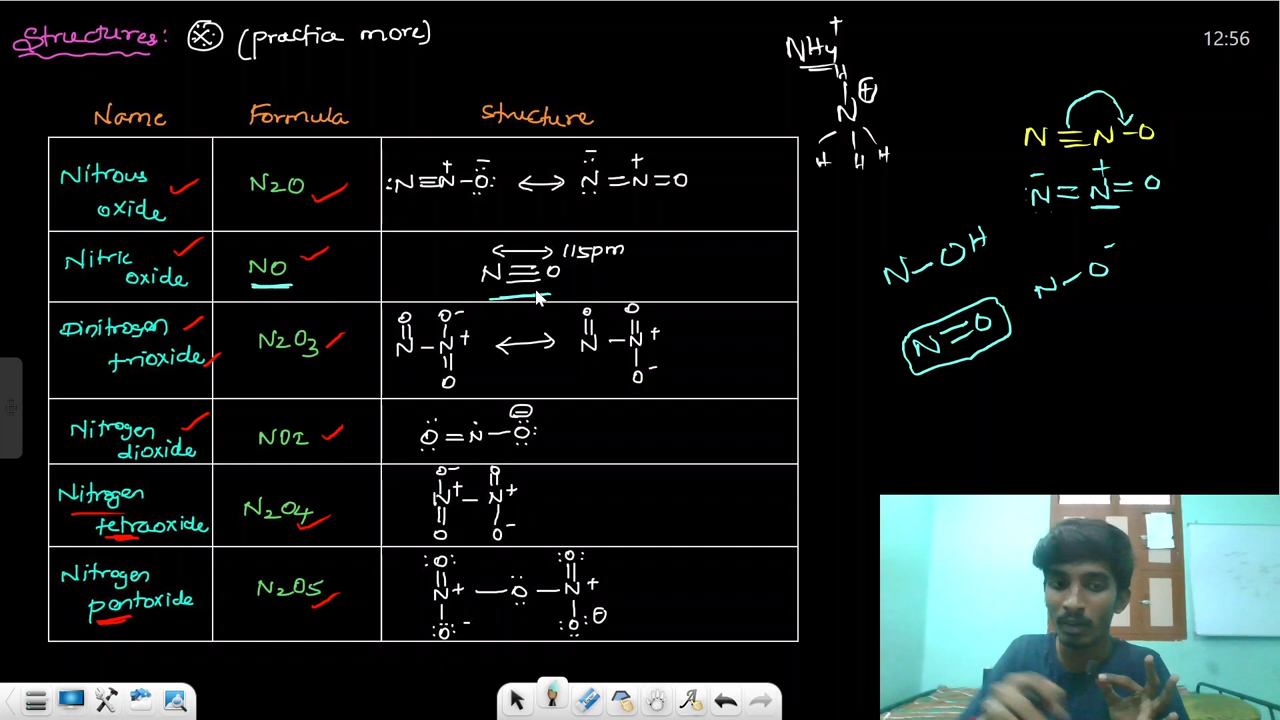 Structures: (practice more)
12:56
Name Formula Structure
Nitrous oxide N2O :N≡N+-O:- ↔ N-=N+=O
Nitric oxide NO N≡O 115pm
Dinitrogen trioxide N2O3
O O-
N-N+
O
↔
O O
N-N+
O-
Nitrogen dioxide NO2 O=N-O:-
Nitrogen tetraoxide N2O4
O- O
N+-N+
O O-
Nitrogen pentoxide N2O5
:O: :O:
N+-O-N+
:O:- :O:⊖
NH4+
H
N ⊕
H H H
N≡N-O
N-=N+=O
N-OH
N-O-
N=O